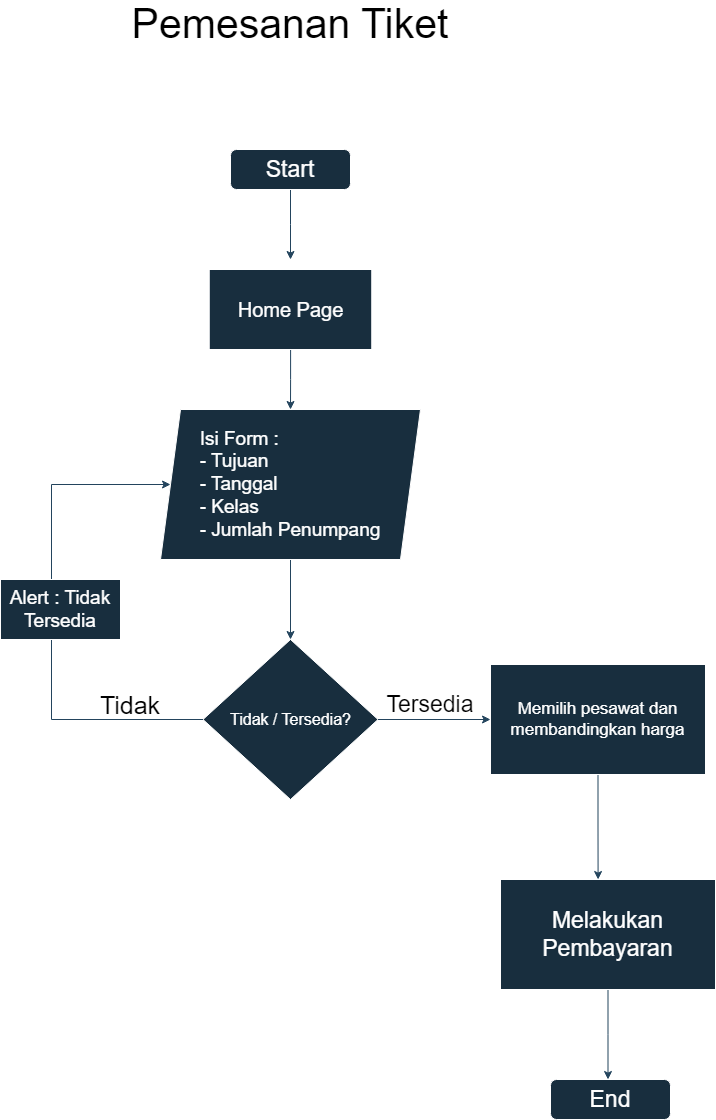 Pemesanan Tiket
Start
Home Page
Isi Form :
- Tujuan
- Tanggal
- Kelas
- Jumlah Penumpang
Alert : Tidak
Tersedia
Tidak
Tidak / Tersedia?
Tersedia
Memilih pesawat dan
membandingkan harga
Melakukan
Pembayaran
End